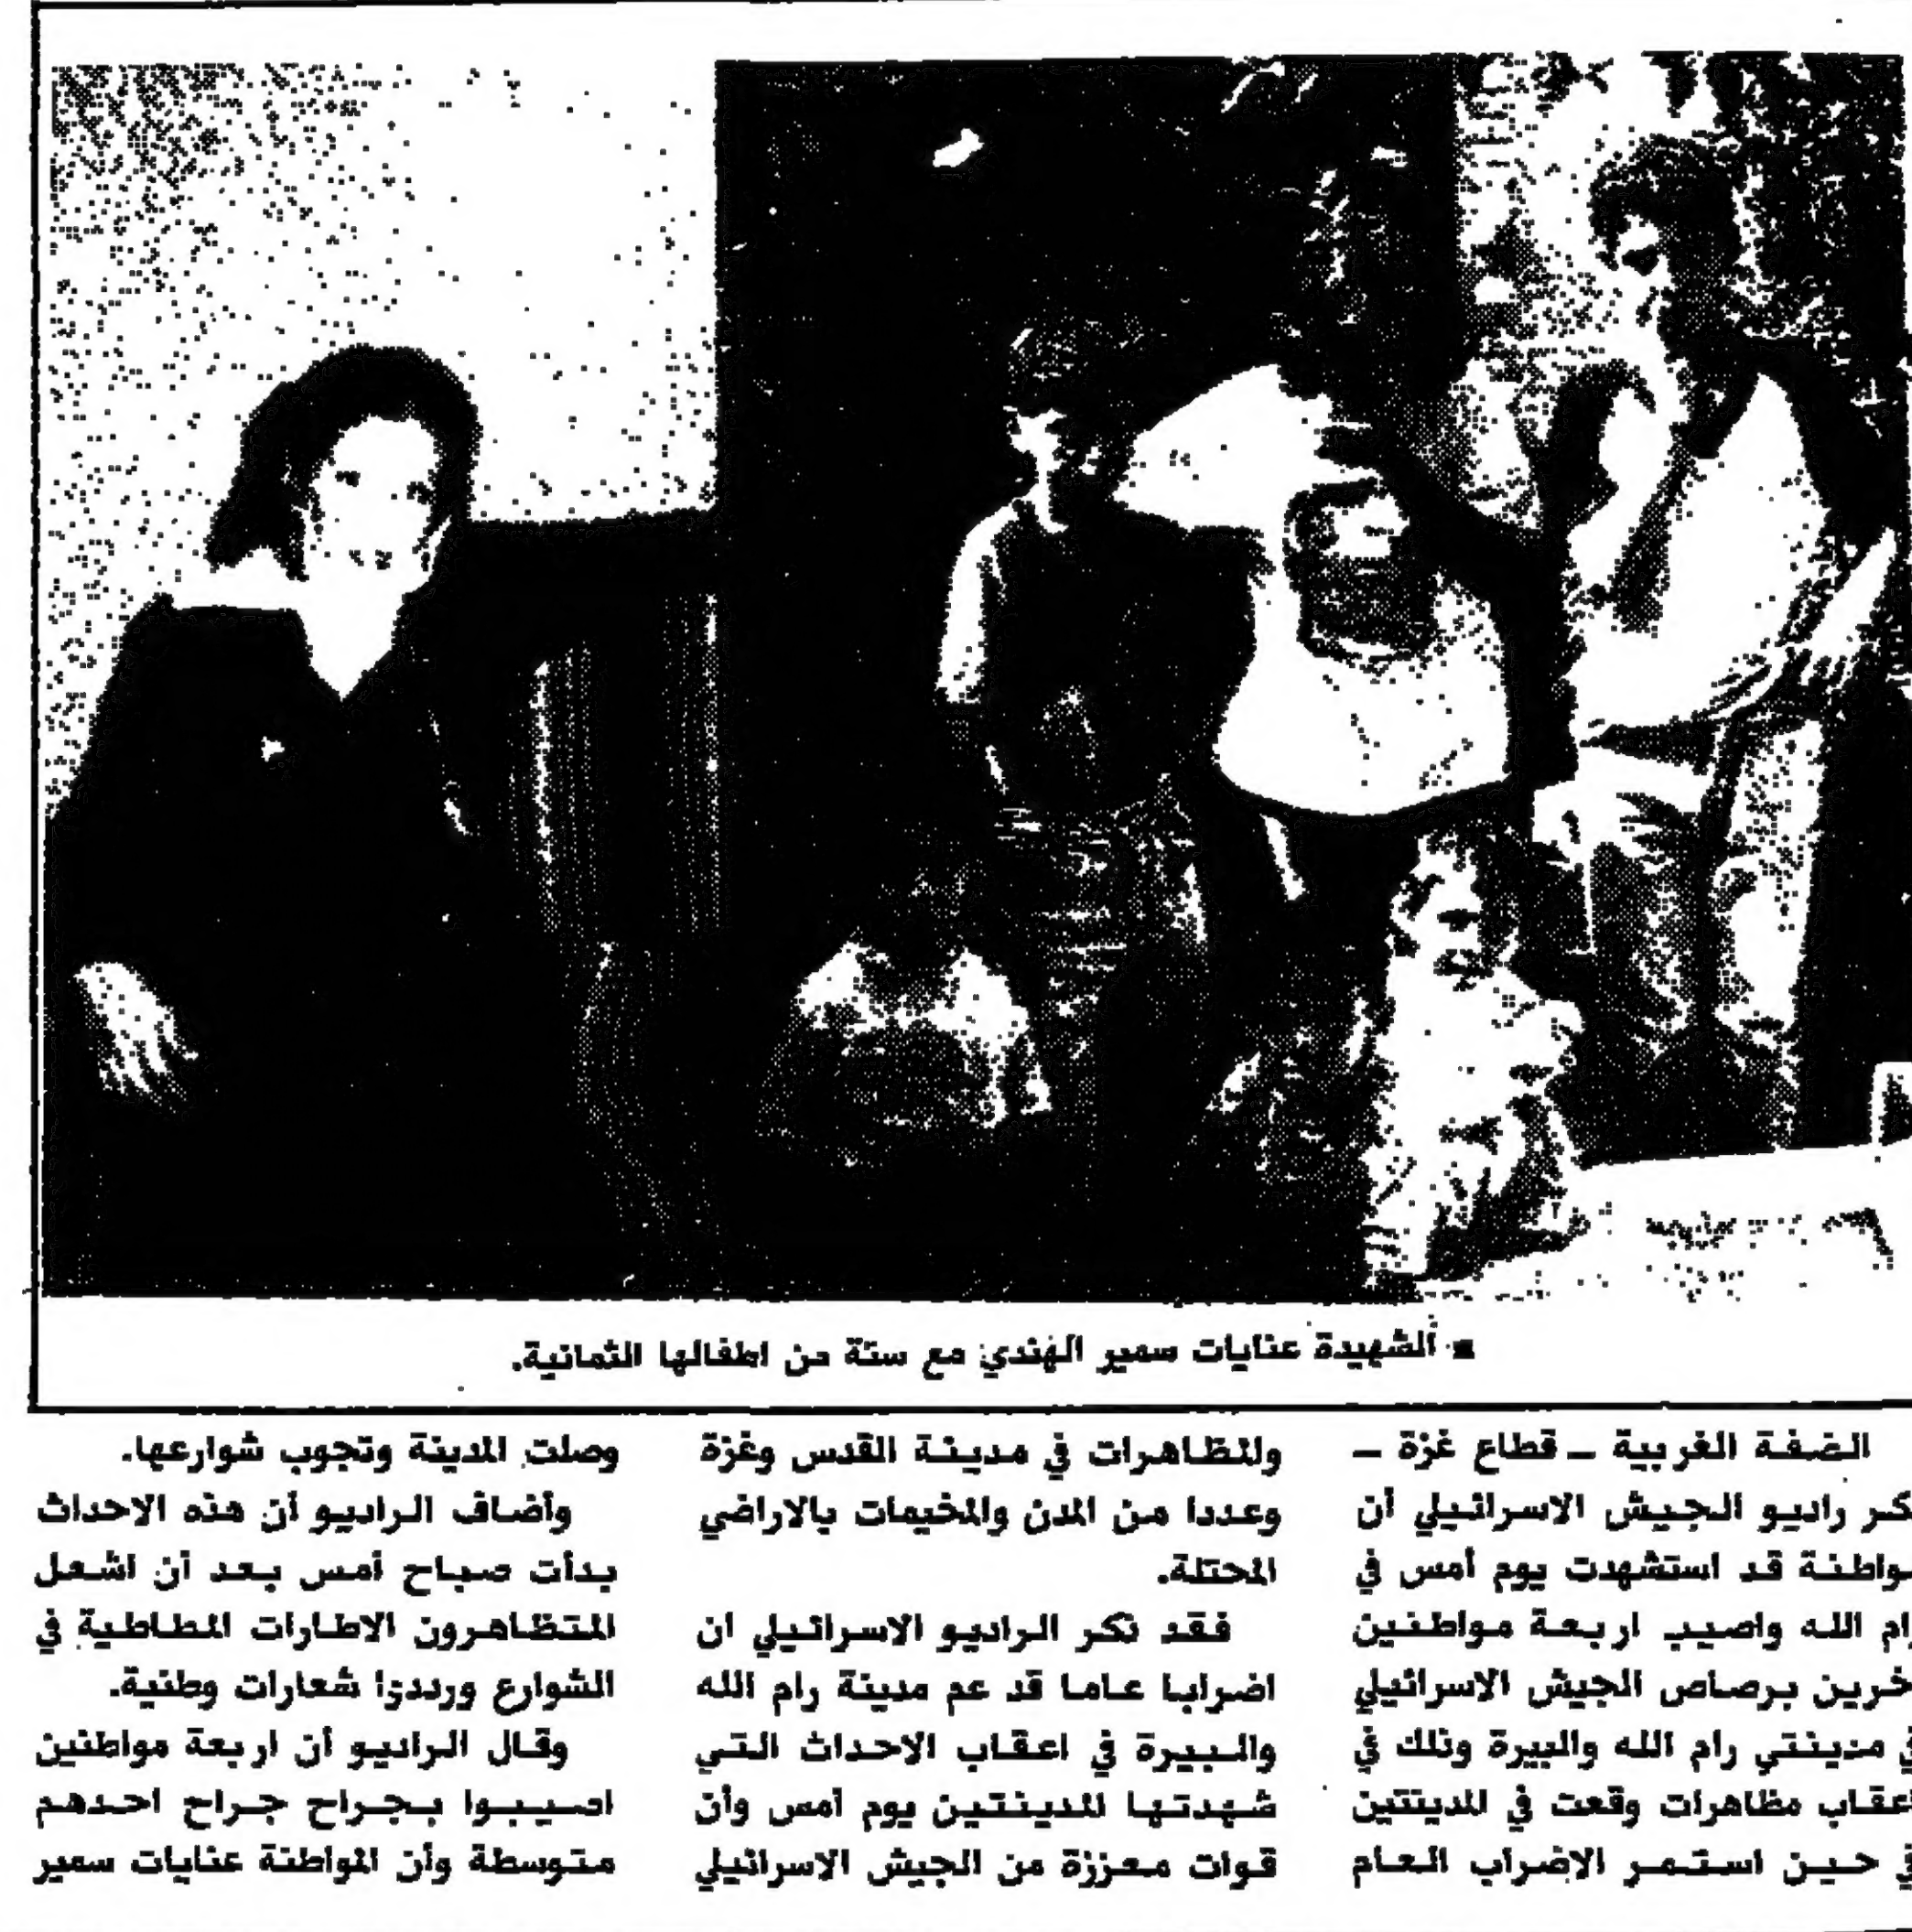 ■ الشهيدة عنايات سمير الهندي مع ستة من اطفالها الثمانية.
الضفة الغربية ـ قطاع غزة ـ
راديو الجيش الاسرائيلي أن
قد استشهدت يوم أمس في
الله واصيب اربعة مواطنين
برصاص الجيش الاسرائيلي
مدينتي رام الله والبيرة وذلك في
مظاهرات وقعت في المدينتين
حين استمر الاضراب العام
والمظاهرات في مدينة القدس وغزة
وعددا من المدن والمخيمات بالاراضي
المحتلة.
فقد ذكر الراديو الاسرائيلي ان
اضرابا عاما قد عم مدينة رام الله
والبيرة في اعقاب الاحداث التي
شهدتها المدينتين يوم أمس وأن
قوات معززة من الجيش الاسرائيلي
وصلت المدينة وتجوب شوارعها.
وأضاف الراديو أن هذه الاحداث
بدأت صباح أمس بعد أن اشعل
المتظاهرون الاطارات المطاطية في
الشوارع ورددوا شعارات وطنية.
وقال الراديو أن اربعة مواطنين
اصيبوا بجراح جراح احدهم
متوسطة وأن المواطنة عنايات سمير